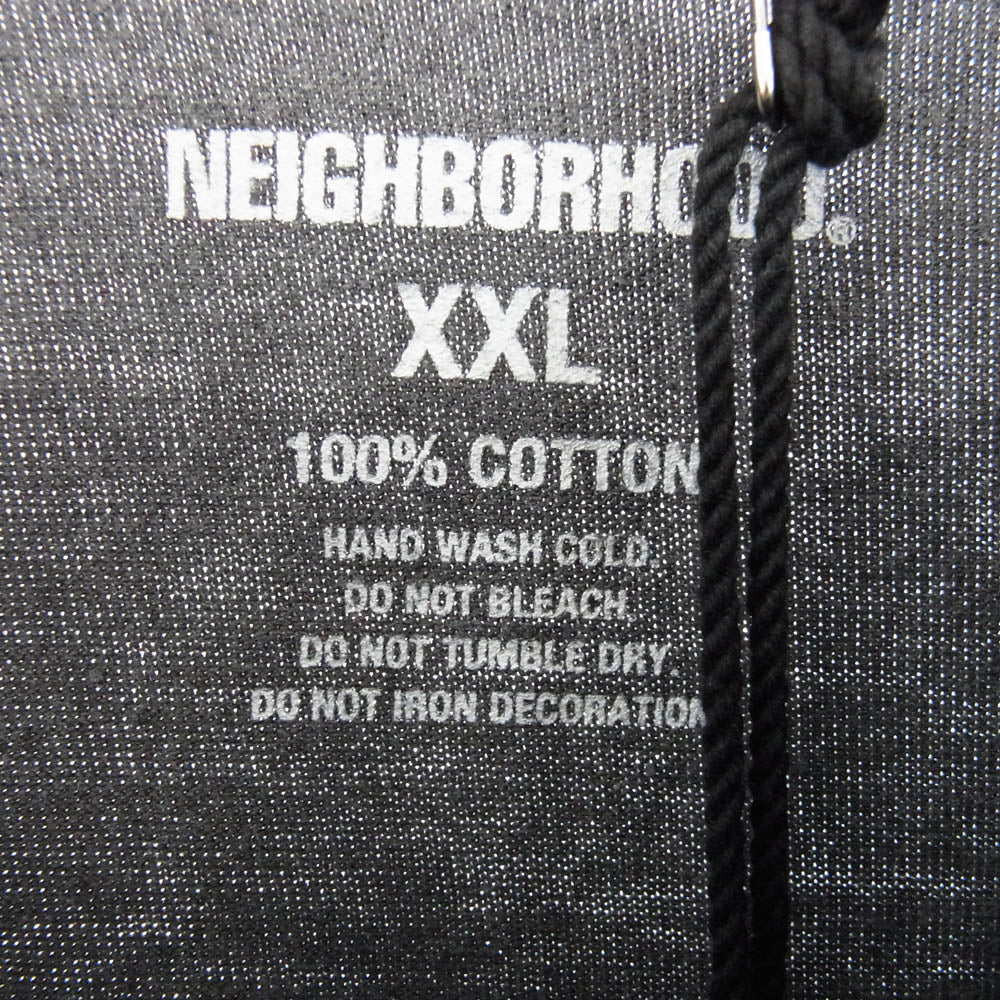 NEIGHBORHOOD®
XXL
100% COTTON
HAND WASH COLD.
DO NOT BLEACH.
DO NOT TUMBLE DRY.
DO NOT IRON DECORATION